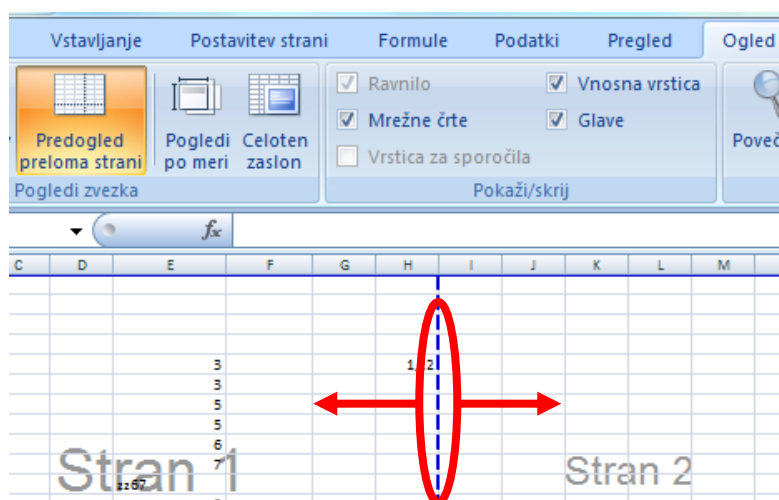 Vstavljanje Postavitev strani Formule Podatki Pregled Ogled
Predogled preloma strani
Pogledi po meri
Celoten zaslon
Ravnilo Vnosna vrstica
Mrežne črte Glave
Vrstica za sporočila
Pogledi zvezka Pokaži/skrij
fx
C D E F G H I J K L M
3
3
5
5
6
7
Stran 1 Stran 2